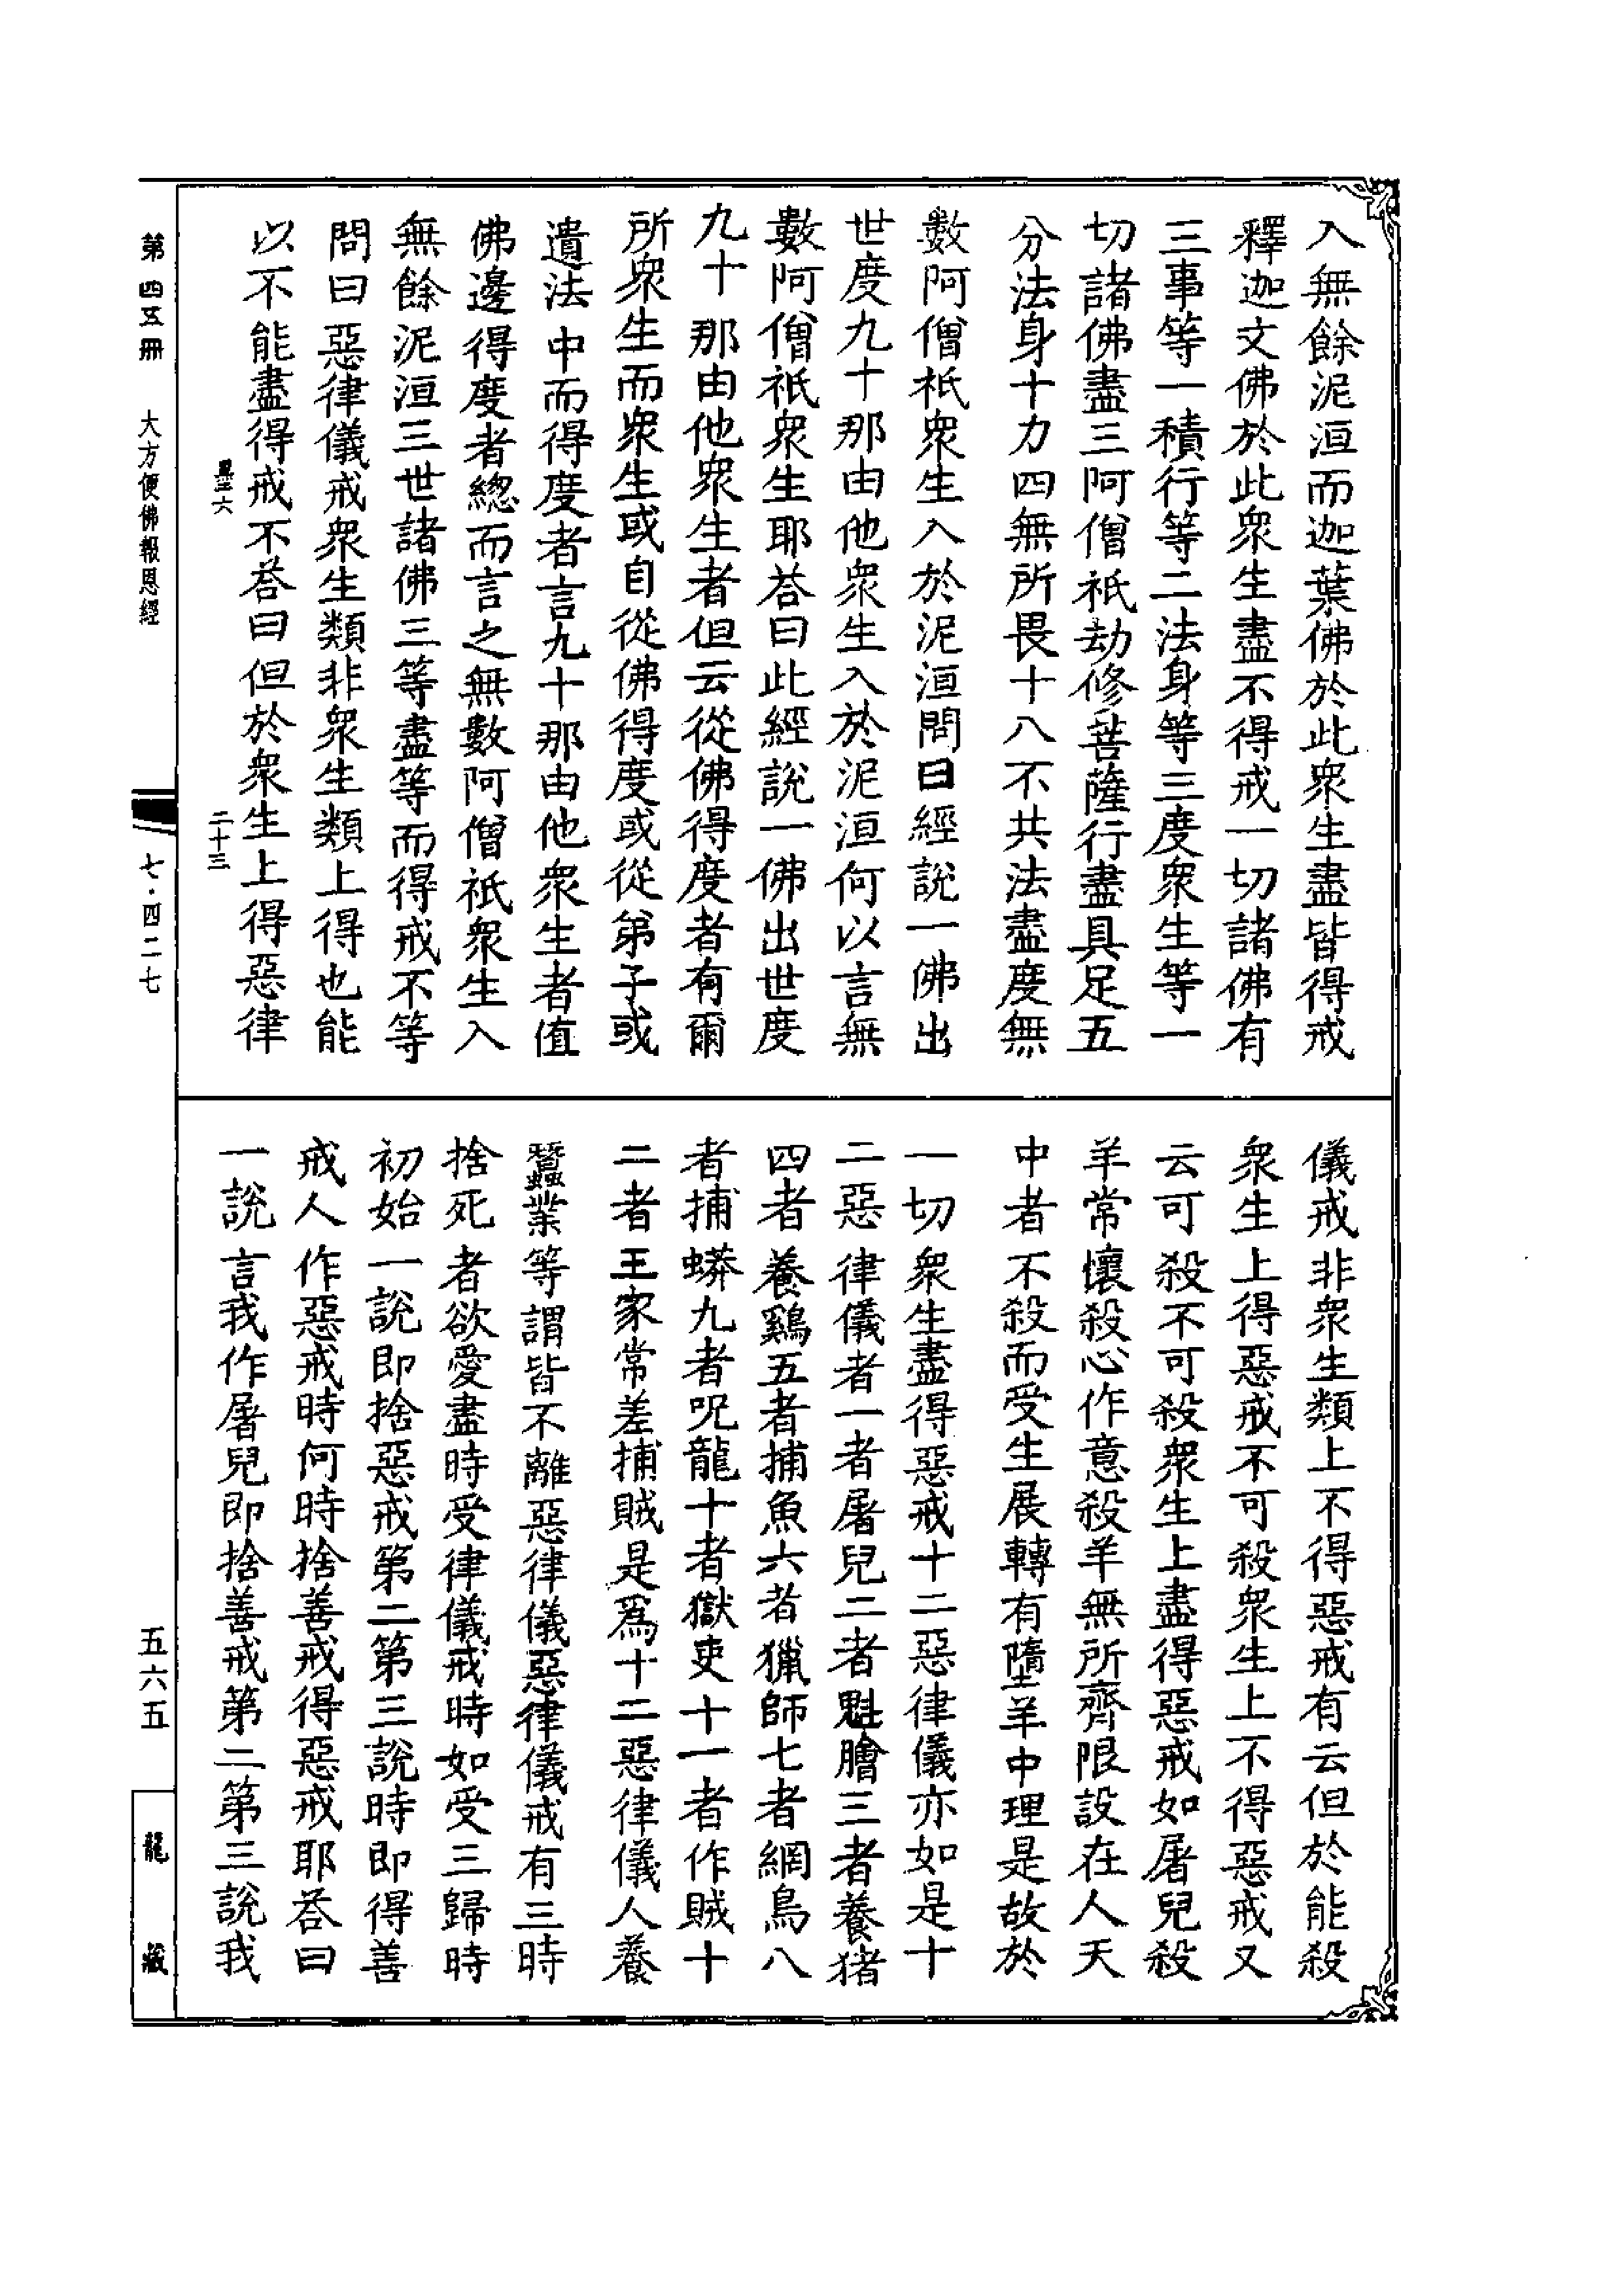 入無餘泥洹而迦葉佛於此衆生盡皆得戒
釋迦文佛於此衆生盡不得戒一切諸佛有
三事等一積行等二法身等三度衆生等一
切諸佛盡三阿僧祇劫修菩薩行盡具足五
分法身十力四無所畏十八不共法盡度無
數阿僧祇衆生入於泥洹問曰經說一佛出
世度九十那由他衆生入於泥洹何以言無
數阿僧祇衆生耶荅曰此經說一佛出世度
九十那由他衆生者但云從佛得度者有爾
所衆生而衆生或自從佛得度或從弟子或
遺法中而得度者言九十那由他衆生者值
佛邊得度者總而言之無數阿僧祇衆生入
無餘泥洹三世諸佛三等盡等而得戒不等
問曰惡律儀戒衆生類非衆生類上得也能
以不能盡得戒不荅曰但於衆生上得惡律
儀戒非衆生類上不得惡戒有云但於能殺
衆生上得惡戒不可殺衆生上不得惡戒又
云可殺不可殺衆生上盡得惡戒如屠兒殺
羊常懷殺心作意殺羊無所齊限設在人天
中者不殺而受生展轉有墮羊中理是故於
一切衆生盡得惡戒十二惡律儀亦如是十
二惡律儀者一者屠兒二者魁膾三者養猪
四者養鷄五者捕魚六者獵師七者網鳥八
者捕蟒九者呪龍十者獄吏十一者作賊十
二者王家常差捕賊是爲十二惡律儀人養
蠶業等謂皆不離惡律儀惡律儀戒有三時
捨死者欲愛盡時受律儀戒時如受三歸時
初始一說即捨惡戒第二第三說時即得善
戒人作惡戒時何時捨善戒得惡戒耶荅曰
一說言我作屠兒即捨善戒第二第三說我
第四五冊 大方便佛報恩經 七·四二七
二十三
五六五
龍藏